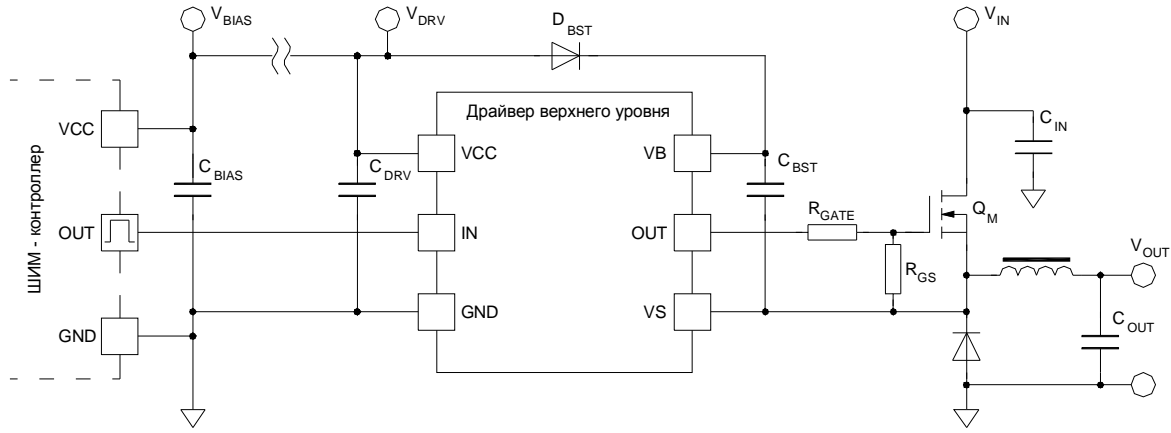 V_BIAS
V_DRV
D_BST
V_IN
ШИМ - контроллер
VCC
C_BIAS
OUT
GND
C_DRV
Драйвер верхнего уровня
VCC
IN
GND
VB
OUT
VS
C_BST
R_GATE
R_GS
Q_M
C_IN
V_OUT
C_OUT